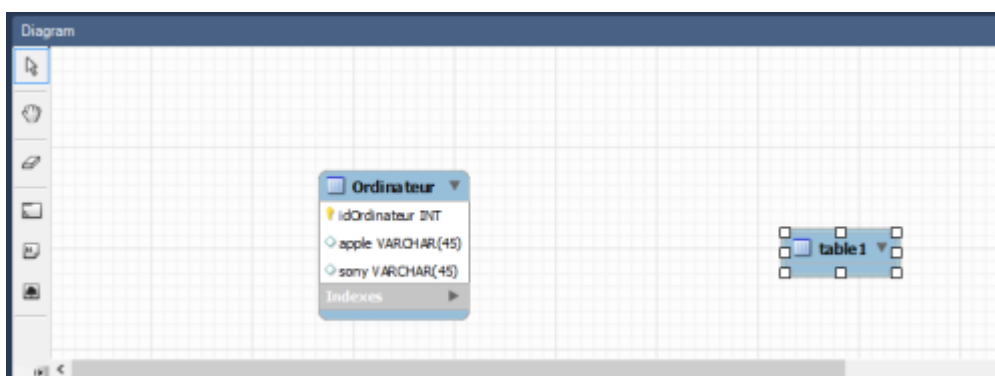 Diagram
Ordinateur
idOrdinateur INT
apple VARCHAR(45)
sony VARCHAR(45)
Indexes
table1